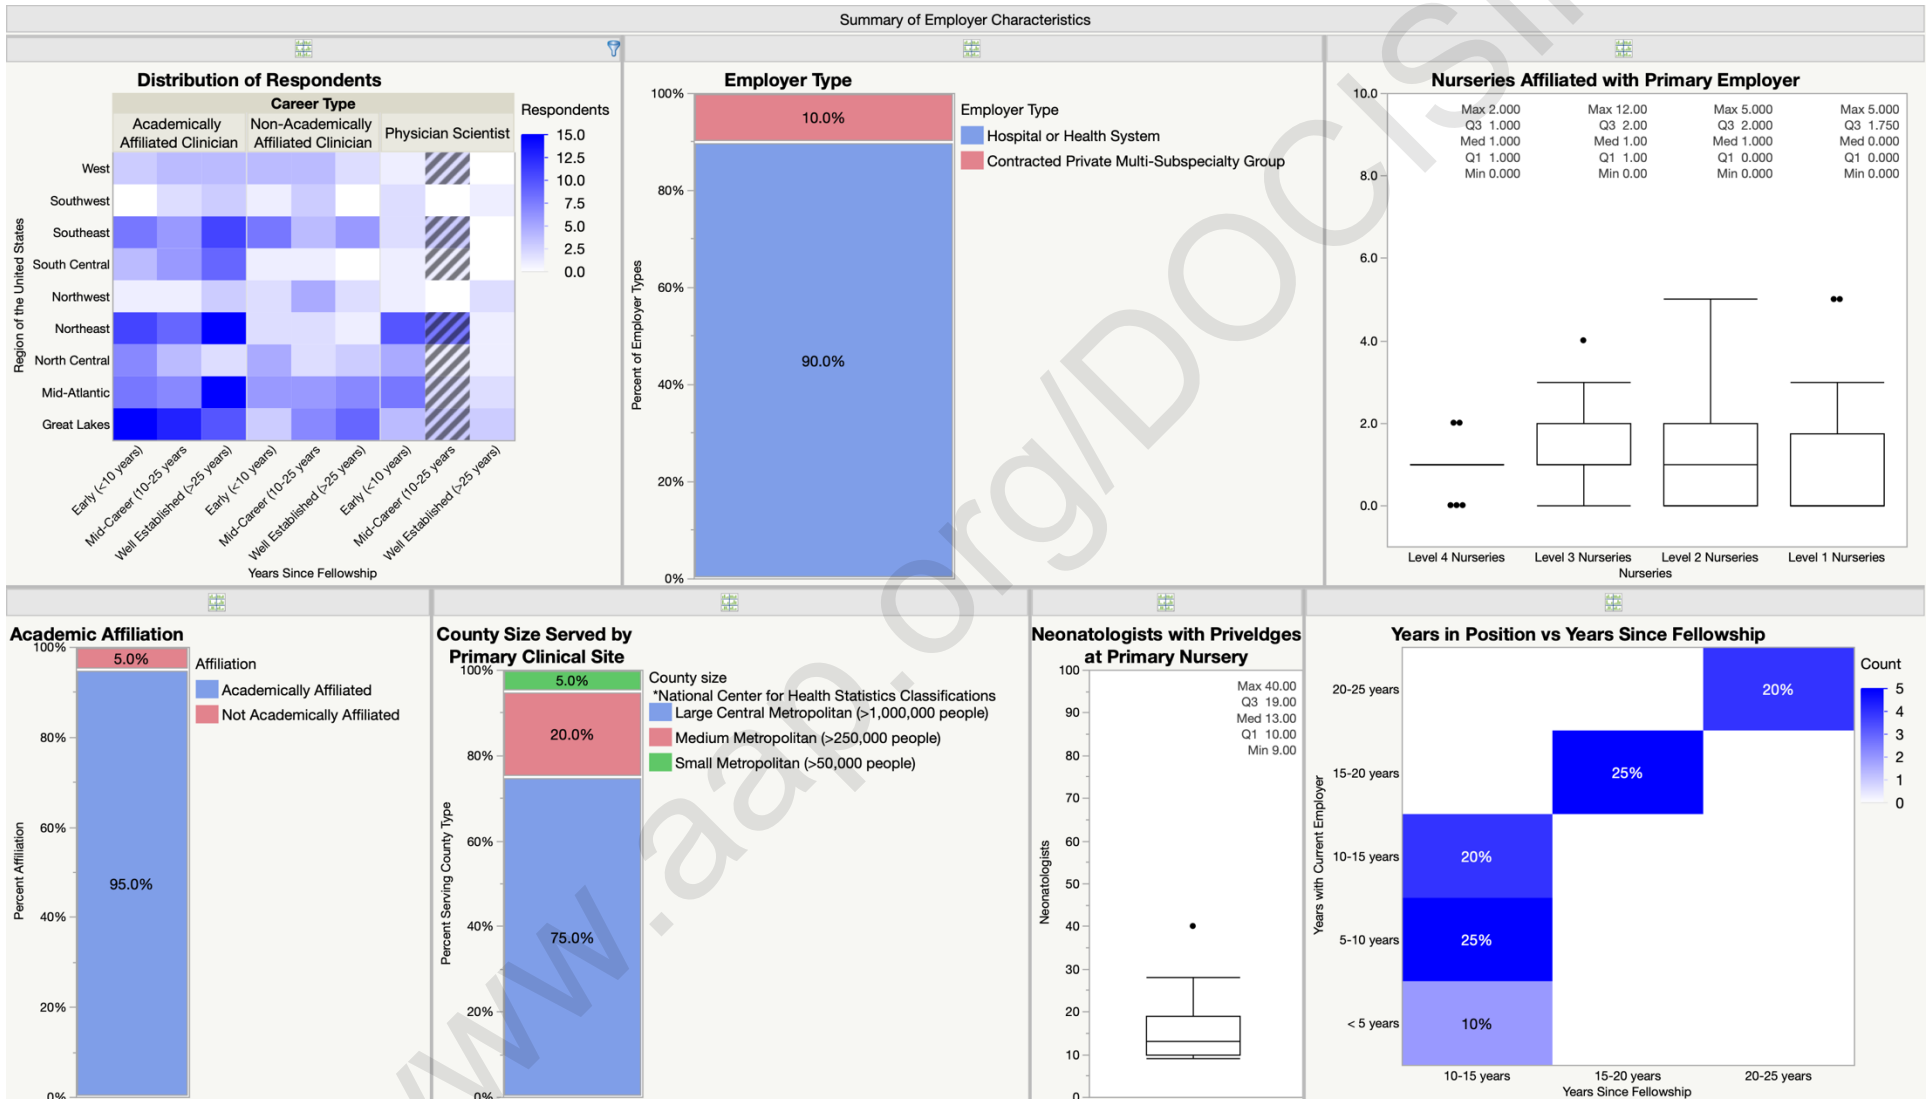 Summary of Employer Characteristics
Distribution of Respondents
Career Type
Academically
Affiliated Clinician
Non-Academically
Affiliated Clinician
Physician Scientist
Region of the United States
West
Southwest
Southeast
South Central
Northwest
Northeast
North Central
Mid-Atlantic
Great Lakes
Early (<10 years)
Mid-Career (10-25 years
Well Established (>25 years)
Early (<10 years)
Mid-Career (10-25 years
Well Established (>25 years)
Early (<10 years)
Mid-Career (10-25 years
Well Established (>25 years)
Years Since Fellowship
Respondents
15.0
12.5
10.0
7.5
5.0
2.5
0.0
Employer Type
Percent of Employer Types
100%
80%
60%
40%
20%
0%
10.0%
90.0%
Employer Type
Hospital or Health System
Contracted Private Multi-Subspecialty Group
Nurseries Affiliated with Primary Employer
10.0
8.0
6.0
4.0
2.0
0.0
Max 2.000
Q3 1.000
Med 1.000
Q1 1.000
Min 0.000
Max 12.00
Q3 2.00
Med 1.00
Q1 1.00
Min 0.00
Max 5.000
Q3 2.000
Med 1.000
Q1 0.000
Min 0.000
Max 5.000
Q3 1.750
Med 0.000
Q1 0.000
Min 0.000
Level 4 Nurseries
Level 3 Nurseries
Level 2 Nurseries
Level 1 Nurseries
Nurseries
Academic Affiliation
Percent Affiliation
100%
80%
60%
40%
20%
0%
5.0%
95.0%
Affiliation
Academically Affiliated
Not Academically Affiliated
County Size Served by
Primary Clinical Site
Percent Serving County Type
100%
80%
60%
40%
20%
0%
5.0%
20.0%
75.0%
County size
*National Center for Health Statistics Classifications
Large Central Metropolitan (>1,000,000 people)
Medium Metropolitan (>250,000 people)
Small Metropolitan (>50,000 people)
Neonatologists with Priveldges
at Primary Nursery
Neonatologists
100
90
80
70
60
50
40
30
20
10
0
Max 40.00
Q3 19.00
Med 13.00
Q1 10.00
Min 9.00
Years in Position vs Years Since Fellowship
Years with Current Employer
20-25 years
15-20 years
10-15 years
5-10 years
< 5 years
20%
25%
20%
25%
10%
10-15 years
15-20 years
20-25 years
Years Since Fellowship
Count
5
4
3
2
1
0